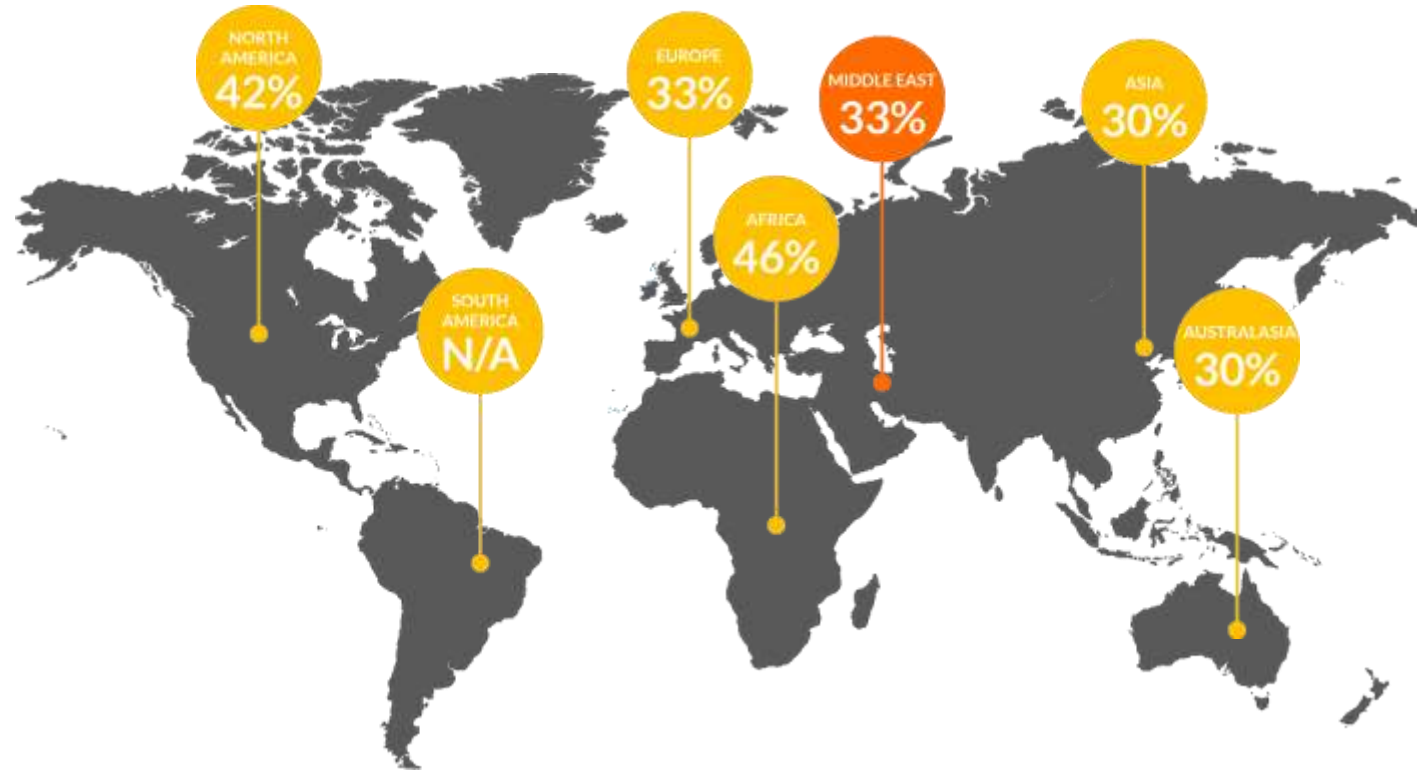 NORTH
AMERICA
42%
EUROPE
33%
MIDDLE EAST
33%
ASIA
30%
AFRICA
46%
SOUTH
AMERICA
N/A
AUSTRALASIA
30%